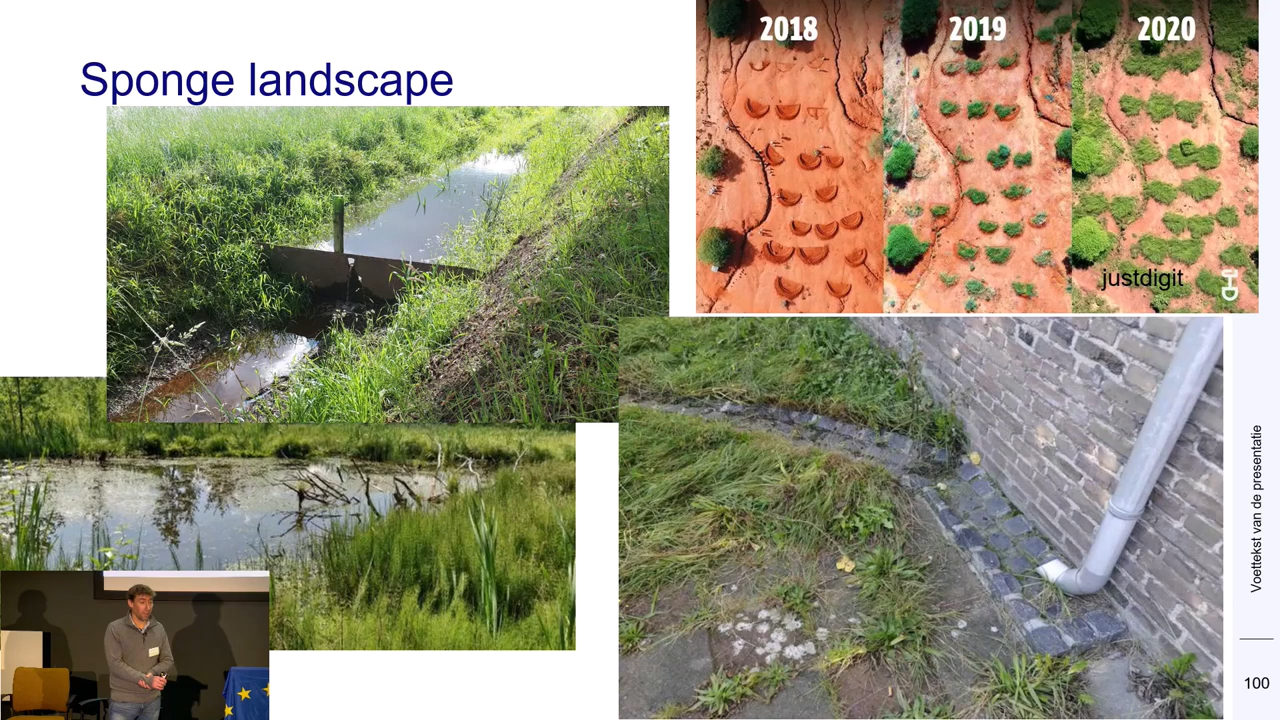 Sponge landscape
2018
2019
2020
justdigit
Voettekst van de presentatie
100